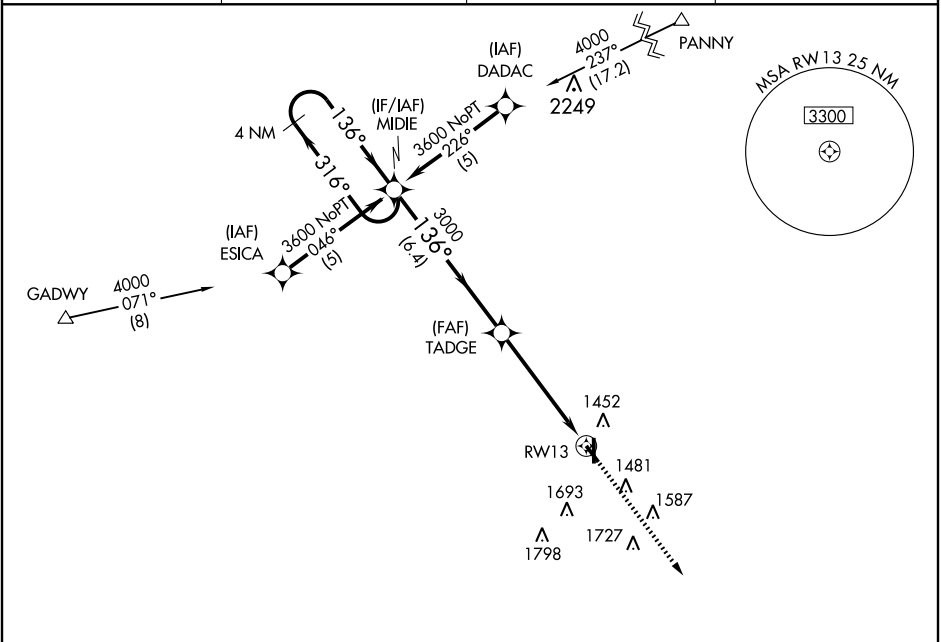 PANNY
4000
237°
(17.2)
2249
(IAF)
DADAC
3600 NoPT
226°
(5)
(IF/IAF)
MIDIE
4 NM
136°
316°
MSA RW13 25 NM
3300
3600 NoPT
046°
(5)
(IAF)
ESICA
3000
136°
(6.4)
GADWY
4000
071°
(8)
(FAF)
TADGE
1452
RW13
1481
1693
1587
1798
1727